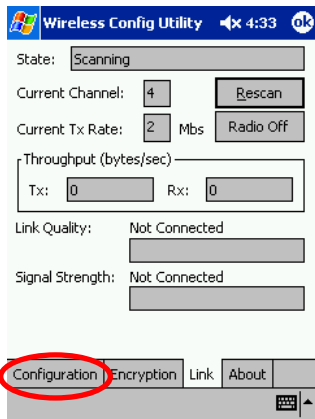 Wireless Config Utility 4:33 ok
State: Scanning
Current Channel: 4 Rescan
Current Tx Rate: 2 Mbs Radio Off
Throughput (bytes/sec)
Tx: 0 Rx: 0
Link Quality: Not Connected
Signal Strength: Not Connected
Configuration Encryption Link About